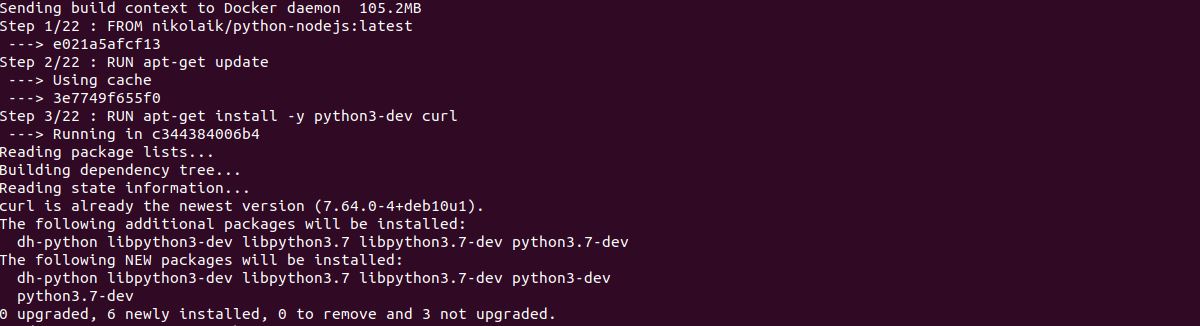 Sending build context to Docker daemon  105.2MB
Step 1/22 : FROM nikolaik/python-nodejs:latest
 ---> e021a5afcf13
Step 2/22 : RUN apt-get update
 ---> Using cache
 ---> 3e7749f655f0
Step 3/22 : RUN apt-get install -y python3-dev curl
 ---> Running in c344384006b4
Reading package lists...
Building dependency tree...
Reading state information...
curl is already the newest version (7.64.0-4+deb10u1).
The following additional packages will be installed:
  dh-python libpython3-dev libpython3.7 libpython3.7-dev python3.7-dev
The following NEW packages will be installed:
  dh-python libpython3-dev libpython3.7 libpython3.7-dev python3-dev
  python3.7-dev
0 upgraded, 6 newly installed, 0 to remove and 3 not upgraded.